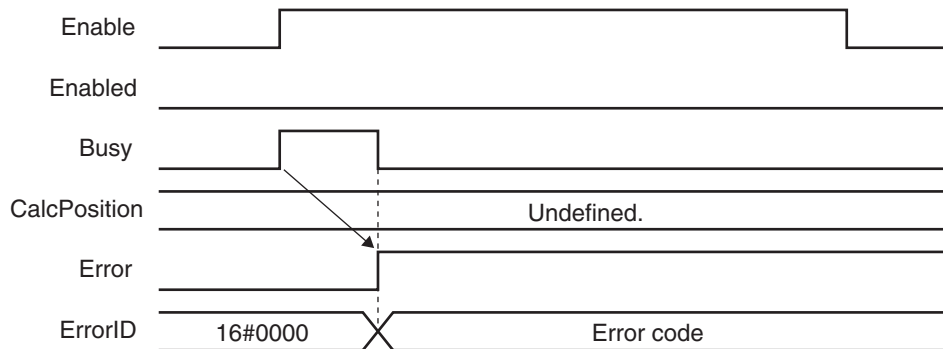 Enable
Enabled
Busy
CalcPosition
Undefined.
Error
ErrorID
16#0000
Error code